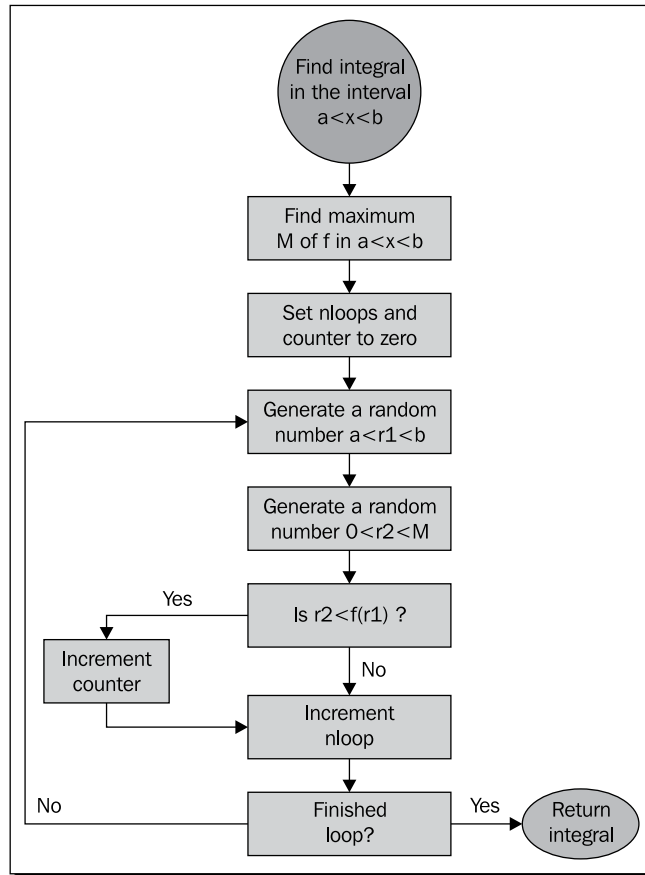 Find integral
in the interval
a<x<b
Find maximum
M of f in a<x<b
Set nloops and
counter to zero
Generate a random
number a<r1<b
Generate a random
number 0<r2<M
Is r2<f(r1) ?
Yes
Increment
counter
No
Increment
nloop
Finished
loop?
No
Yes
Return
integral